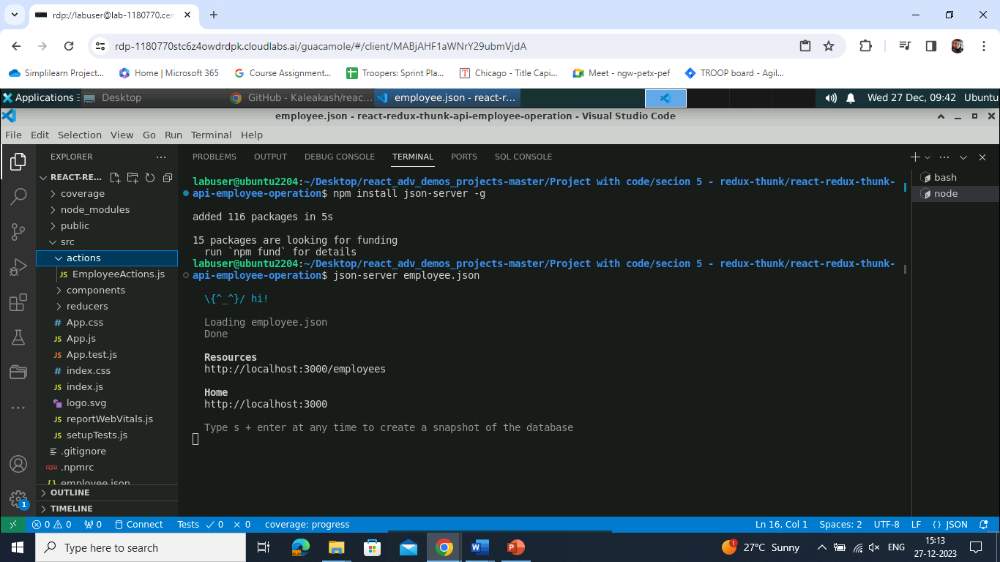 rdp://labuser@lab-1180770.cen
rdp-1180770stc6z4owdrdpk.cloudlabs.ai/guacamole/#/client/MABjAHF1aWNrY29ubmVjdA
Simplilearn Project...
Home | Microsoft 365
Course Assignment...
Troopers: Sprint Pla...
Chicago - Title Capi...
Meet - ngw-petx-pef
TROOP board - Agil...
Applications
Desktop
GitHub - Kaleakash/reac...
employee.json - react-r...
Wed 27 Dec, 09:42
Ubuntu
employee.json - react-redux-thunk-api-employee-operation - Visual Studio Code
File Edit Selection View Go Run Terminal Help
EXPLORER
REACT-RE...
coverage
node_modules
public
src
actions
JS EmployeeActions.js
components
reducers
# App.css
JS App.js
JS App.test.js
# index.css
JS index.js
logo.svg
JS reportWebVitals.js
JS setupTests.js
.gitignore
.npmrc
{} employee.json
OUTLINE
TIMELINE
PROBLEMS OUTPUT DEBUG CONSOLE TERMINAL PORTS SQL CONSOLE
labuser@ubuntu2204:~/Desktop/react_adv_demos_projects-master/Project with code/secion 5 - redux-thunk/react-redux-thunk-
api-employee-operation$ npm install json-server -g
added 116 packages in 5s
15 packages are looking for funding
run `npm fund` for details
labuser@ubuntu2204:~/Desktop/react_adv_demos_projects-master/Project with code/secion 5 - redux-thunk/react-redux-thunk-
api-employee-operation$ json-server employee.json
\{^_^}/ hi!
Loading employee.json
Done
Resources
http://localhost:3000/employees
Home
http://localhost:3000
Type s + enter at any time to create a snapshot of the database
bash
node
1
0 0 0 Connect Tests 0 0 coverage: progress
Ln 16, Col 1 Spaces: 2 UTF-8 LF {} JSON
Type here to search
1
27°C Sunny
ENG
15:13
27-12-2023